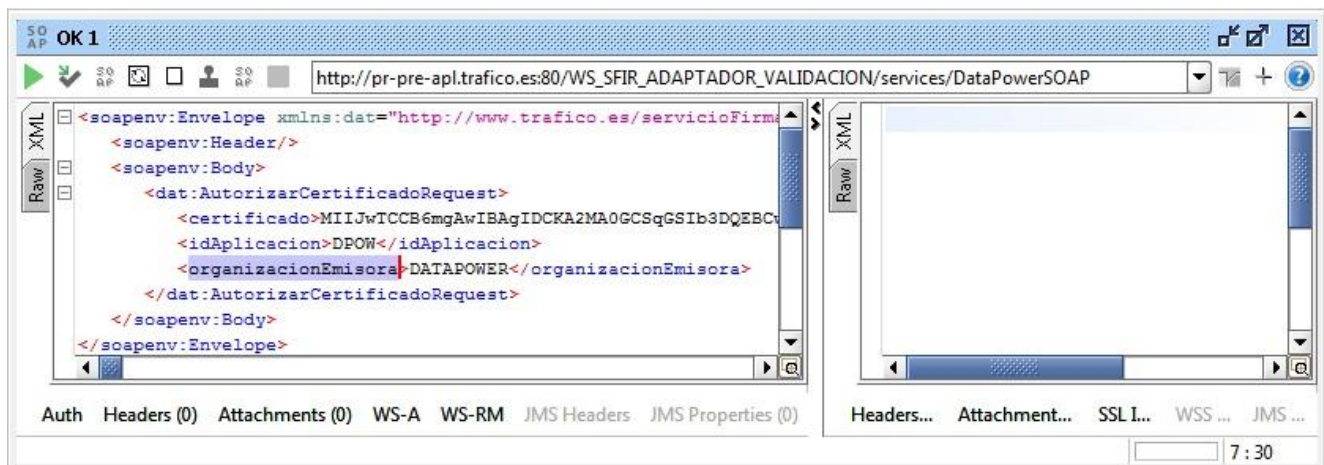 SO AP OK 1
http://pr-pre-apl.trafico.es:80/WS_SFIR_ADAPTADOR_VALIDACION/services/DataPowerSOAP
XML
Raw
<soapenv:Envelope xmlns:dat="http://www.trafico.es/servicioFirma
<soapenv:Header/>
<soapenv:Body>
<dat:AutorizarCertificadoRequest>
<certificado>MIIJwTCCB6mgAwIBAgIDCKA2MA0GCSqGSIb3DQEBCw
<idAplicacion>DPOW</idAplicacion>
<organizacionEmisora>DATAPOWER</organizacionEmisora>
</dat:AutorizarCertificadoRequest>
</soapenv:Body>
</soapenv:Envelope>
XML
Raw
Auth Headers (0) Attachments (0) WS-A WS-RM JMS Headers JMS Properties (0)
Headers... Attachment... SSL I... WSS ... JMS ...
7 : 30